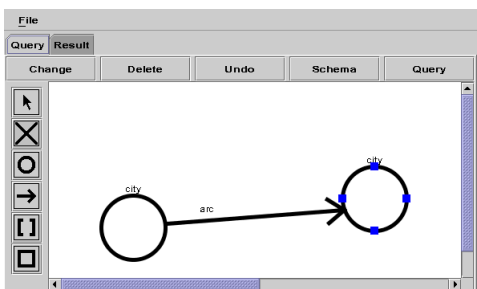 File
Query Result
Change Delete Undo Schema Query
city
city
arc